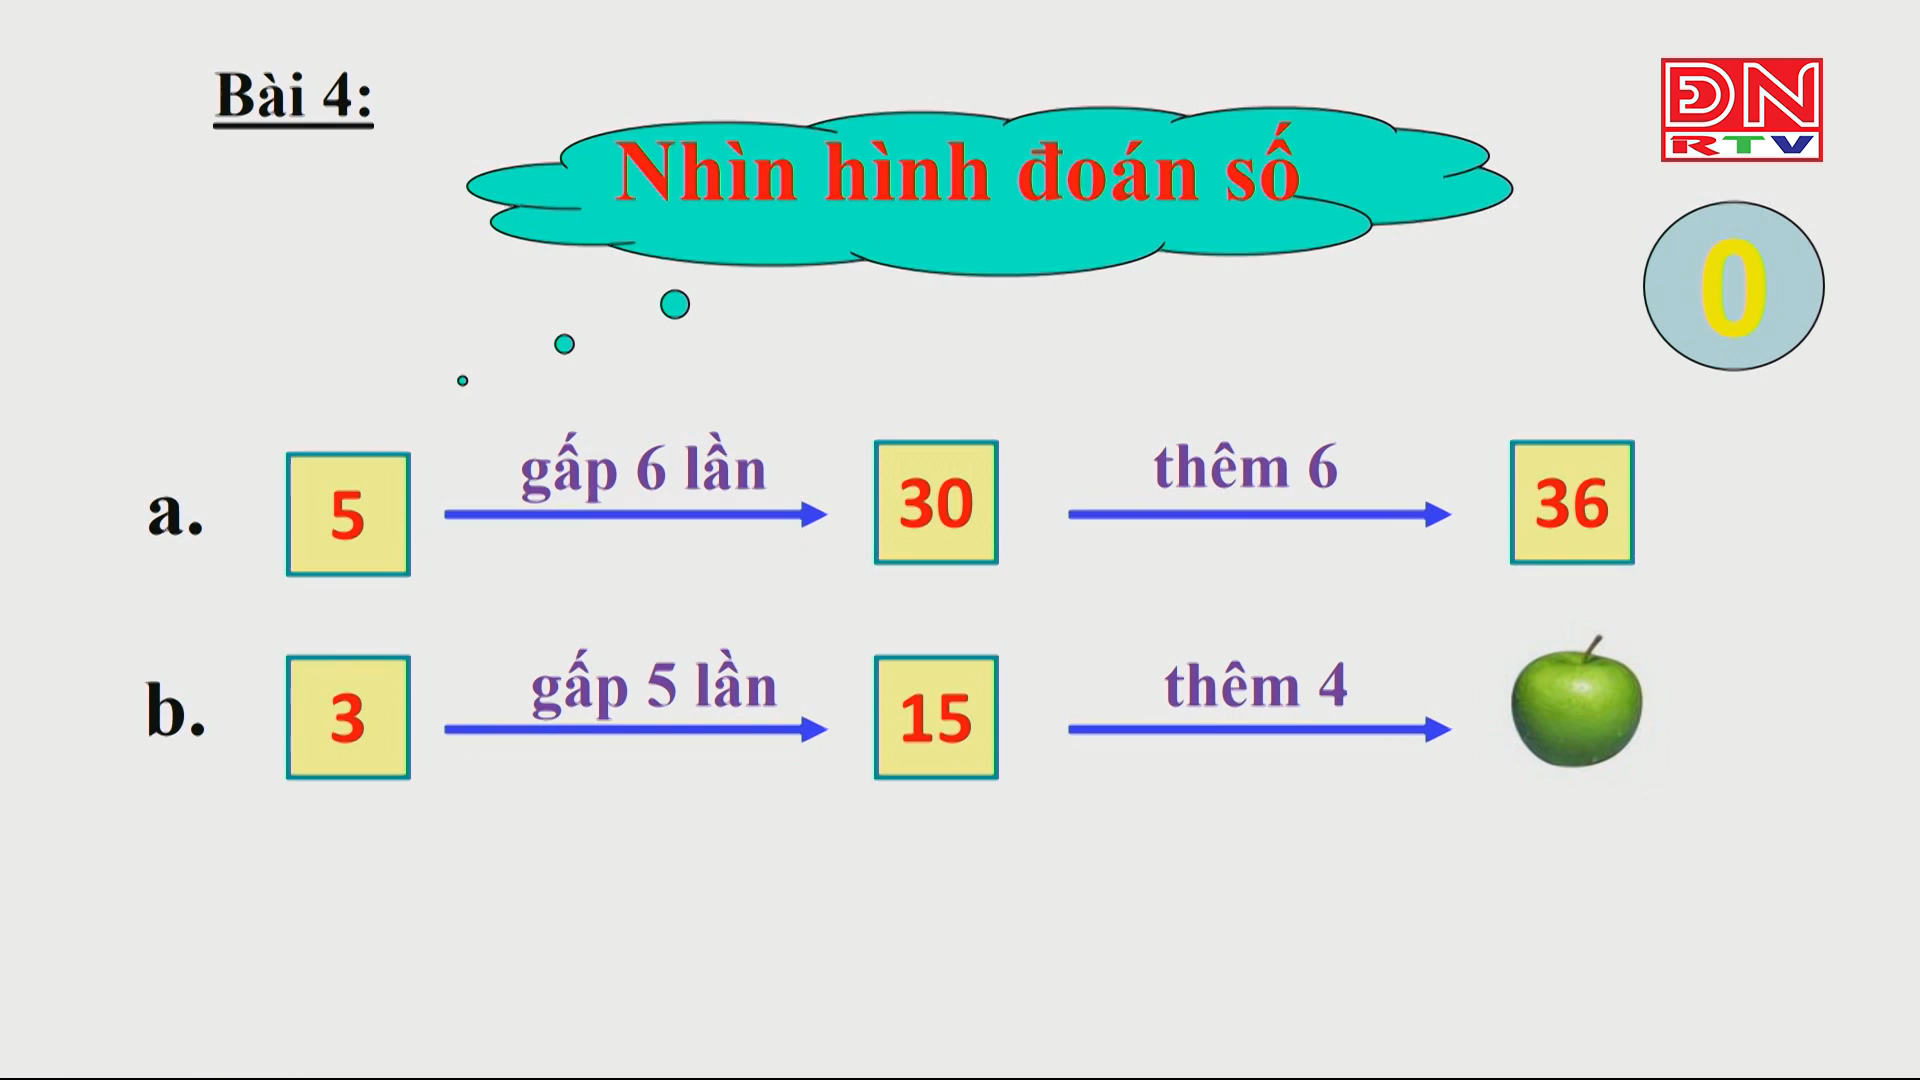 Bài 4:
ĐN
RTV
Nhìn hình đoán số
0
a. 5 gấp 6 lần 30 thêm 6 36
b. 3 gấp 5 lần 15 thêm 4